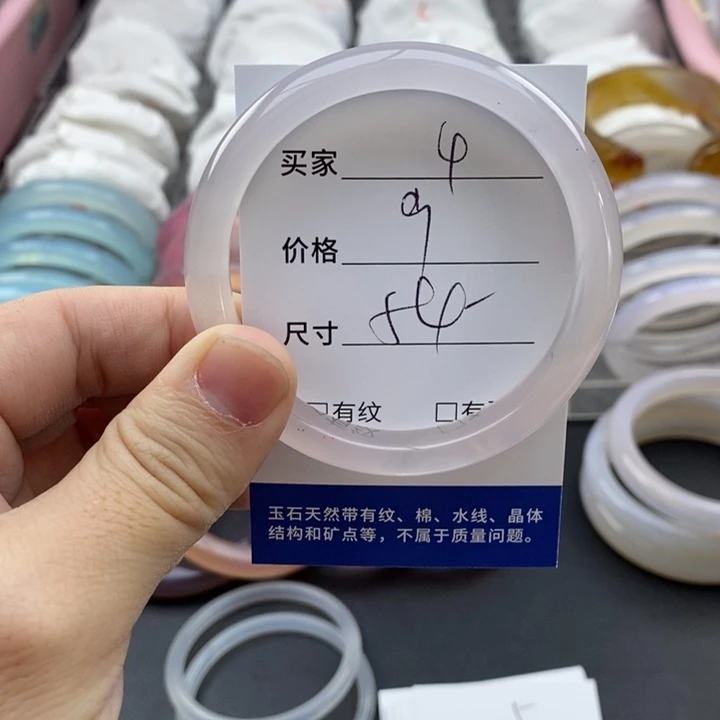 买家 4
价格 9
尺寸 54
□有纹 □有
玉石天然带有纹、棉、水线、晶体
结构和矿点等，不属于质量问题。